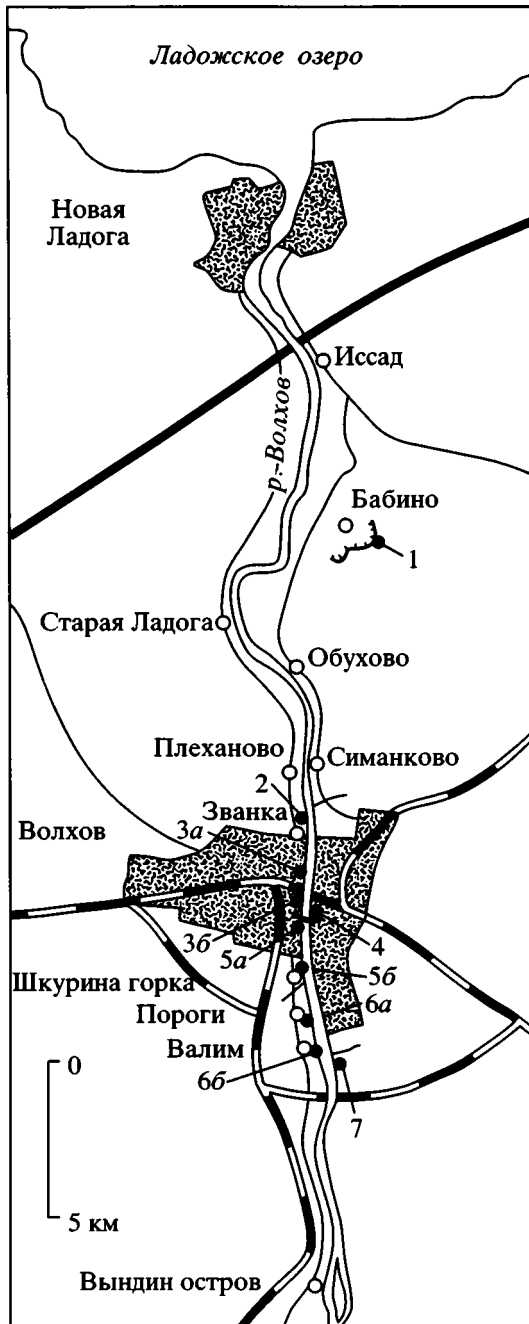 Ладожское озеро
Новая
Ладога
Иссад
р. Волхов
Бабино
1
Старая Ладога
Обухово
Плеханово
Симанково
2
Званка
Волхов
3а
3б
4
5а
5б
Шкурина горка
6а
Пороги
Валим
0
6б
7
5 км
Вындин остров